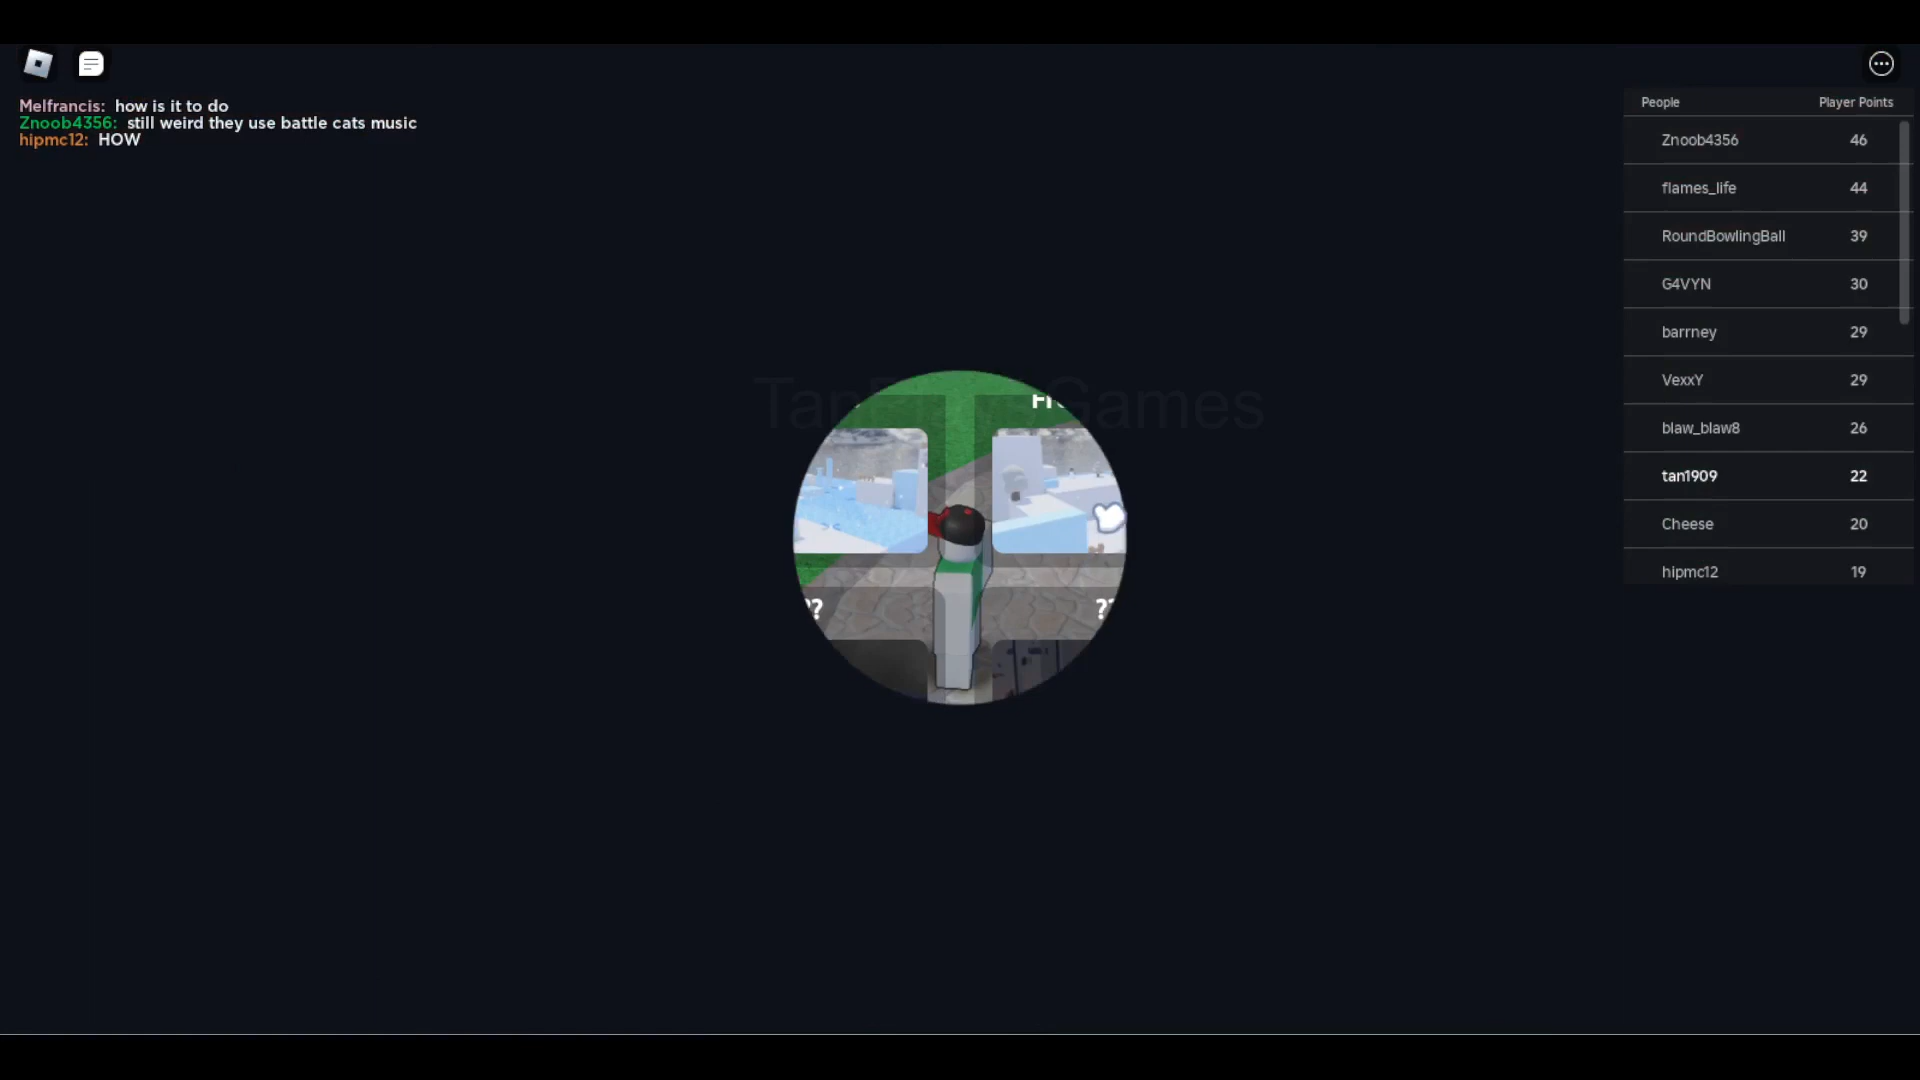 Melfrancis: how is it to do
Znoob4356: still weird they use battle cats music
hipmc12: HOW
People Player Points
Znoob4356 46
flames_life 44
RoundBowlingBall 39
G4VYN 30
barrney 29
VexxY 29
blaw_blaw8 26
tan1909 22
Cheese 20
hipmc12 19
??